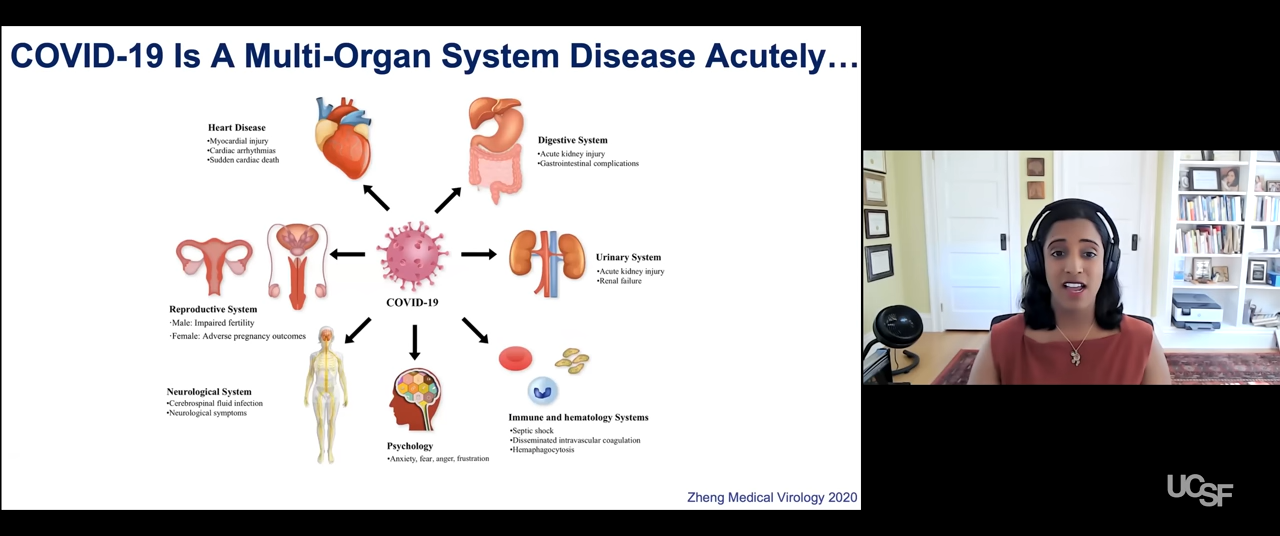 COVID-19 Is A Multi-Organ System Disease Acutely…
Heart Disease
•Myocardial injury
•Cardiac arrhythmias
•Sudden cardiac death
Digestive System
•Acute kidney injury
•Gastrointestinal complications
Urinary System
•Acute kidney injury
•Renal failure
COVID-19
Reproductive System
·Male: Impaired fertility
·Female: Adverse pregnancy outcomes
Neurological System
•Cerebrospinal fluid infection
•Neurological symptoms
Psychology
•Anxiety, fear, anger, frustration
Immune and hematology Systems
•Septic shock
•Disseminated intravascular coagulation
•Hemaphagocytosis
Zheng Medical Virology 2020
UCSF